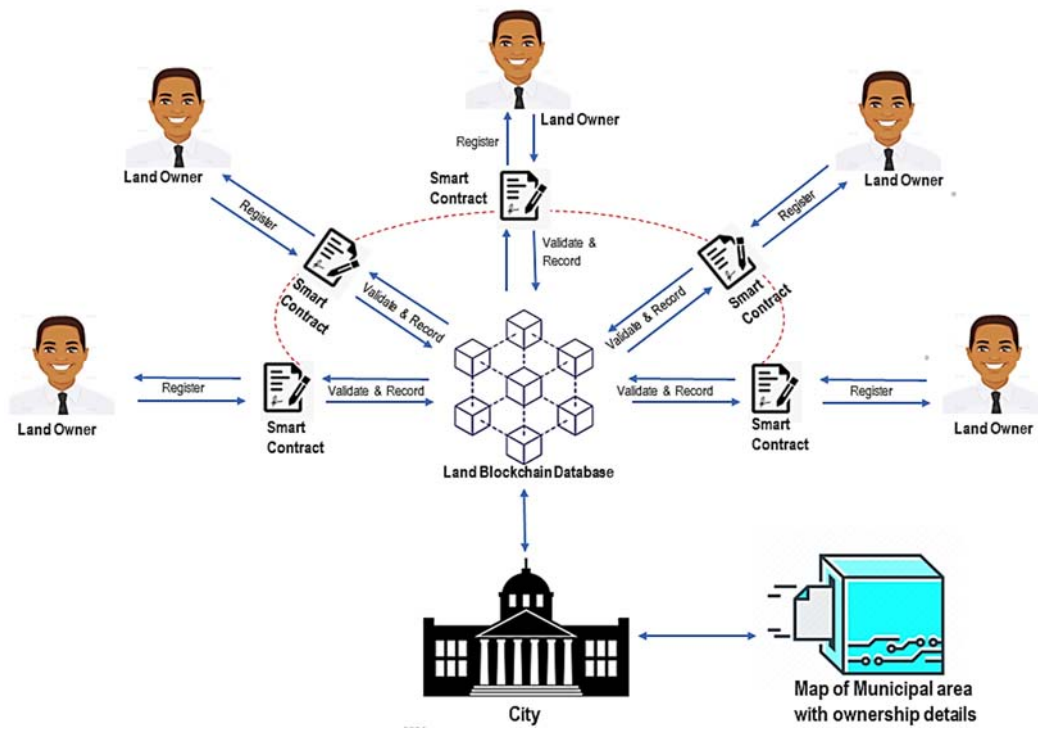 Land Owner
Register
Smart
Contract
Validate &
Record
Land Owner
Register
Smart
Contract
Validate & Record
Land Owner
Register
Smart
Contract
Validate & Record
Land Owner
Register
Smart
Contract
Validate & Record
Land Owner
Register
Smart
Contract
Validate & Record
Land Blockchain Database
City
Map of Municipal area
with ownership details